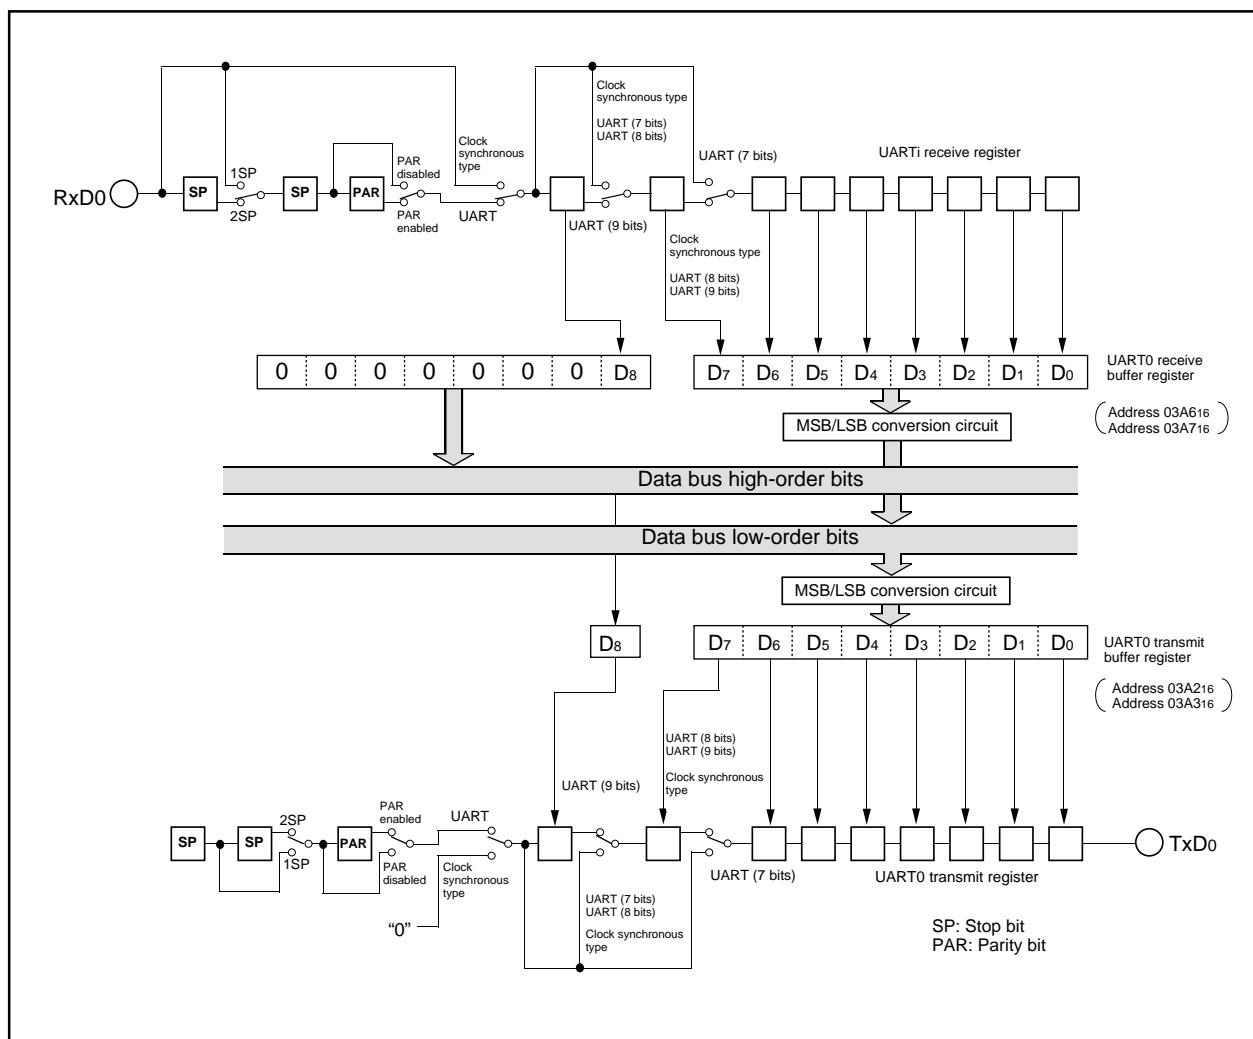 Clock
synchronous type
UART (7 bits)
UART (8 bits)
Clock
synchronous
type
PAR
disabled
UART (7 bits)
UARTi receive register
1SP
RxD0
SP
SP
PAR
2SP
PAR
enabled
UART
UART (9 bits)
Clock
synchronous type
UART (8 bits)
UART (9 bits)
0 0 0 0 0 0 0 D8
D7 D6 D5 D4 D3 D2 D1 D0
UART0 receive
buffer register
Address 03A616
Address 03A716
MSB/LSB conversion circuit
Data bus high-order bits
Data bus low-order bits
MSB/LSB conversion circuit
D8
D7 D6 D5 D4 D3 D2 D1 D0
UART0 transmit
buffer register
Address 03A216
Address 03A316
UART (8 bits)
UART (9 bits)
Clock synchronous
type
UART (9 bits)
PAR
enabled
UART
2SP
SP
SP
PAR
1SP
PAR
disabled
Clock
synchronous
type
“0”
UART (7 bits)
UART (8 bits)
Clock synchronous
type
UART (7 bits)
UART0 transmit register
TxD0
SP: Stop bit
PAR: Parity bit